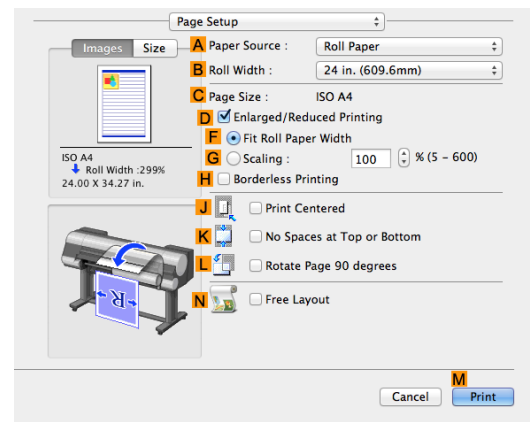 Page Setup
Images Size
A Paper Source : Roll Paper
B Roll Width : 24 in. (609.6mm)
C Page Size : ISO A4
D Enlarged/Reduced Printing
F Fit Roll Paper Width
G Scaling : 100 % (5 – 600)
H Borderless Printing
ISO A4
Roll Width :299%
24.00 X 34.27 in.
J Print Centered
K No Spaces at Top or Bottom
L Rotate Page 90 degrees
N Free Layout
R
M
Cancel Print